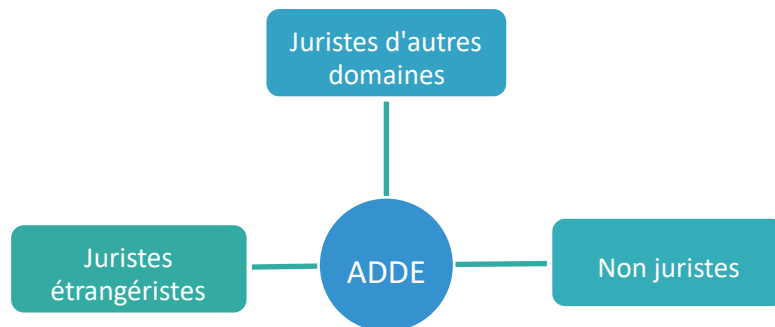 Juristes d'autres
domaines
Juristes
étrangéristes
ADDE
Non juristes